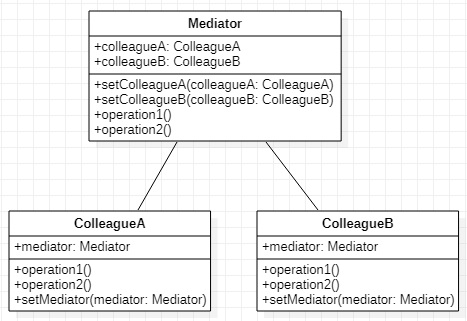 Mediator
+colleagueA: ColleagueA
+colleagueB: ColleagueB
+setColleagueA(colleagueA: ColleagueA)
+setColleagueB(colleagueB: ColleagueB)
+operation1()
+operation2()
ColleagueA
+mediator: Mediator
+operation1()
+operation2()
+setMediator(mediator: Mediator)
ColleagueB
+mediator: Mediator
+operation1()
+operation2()
+setMediator(mediator: Mediator)